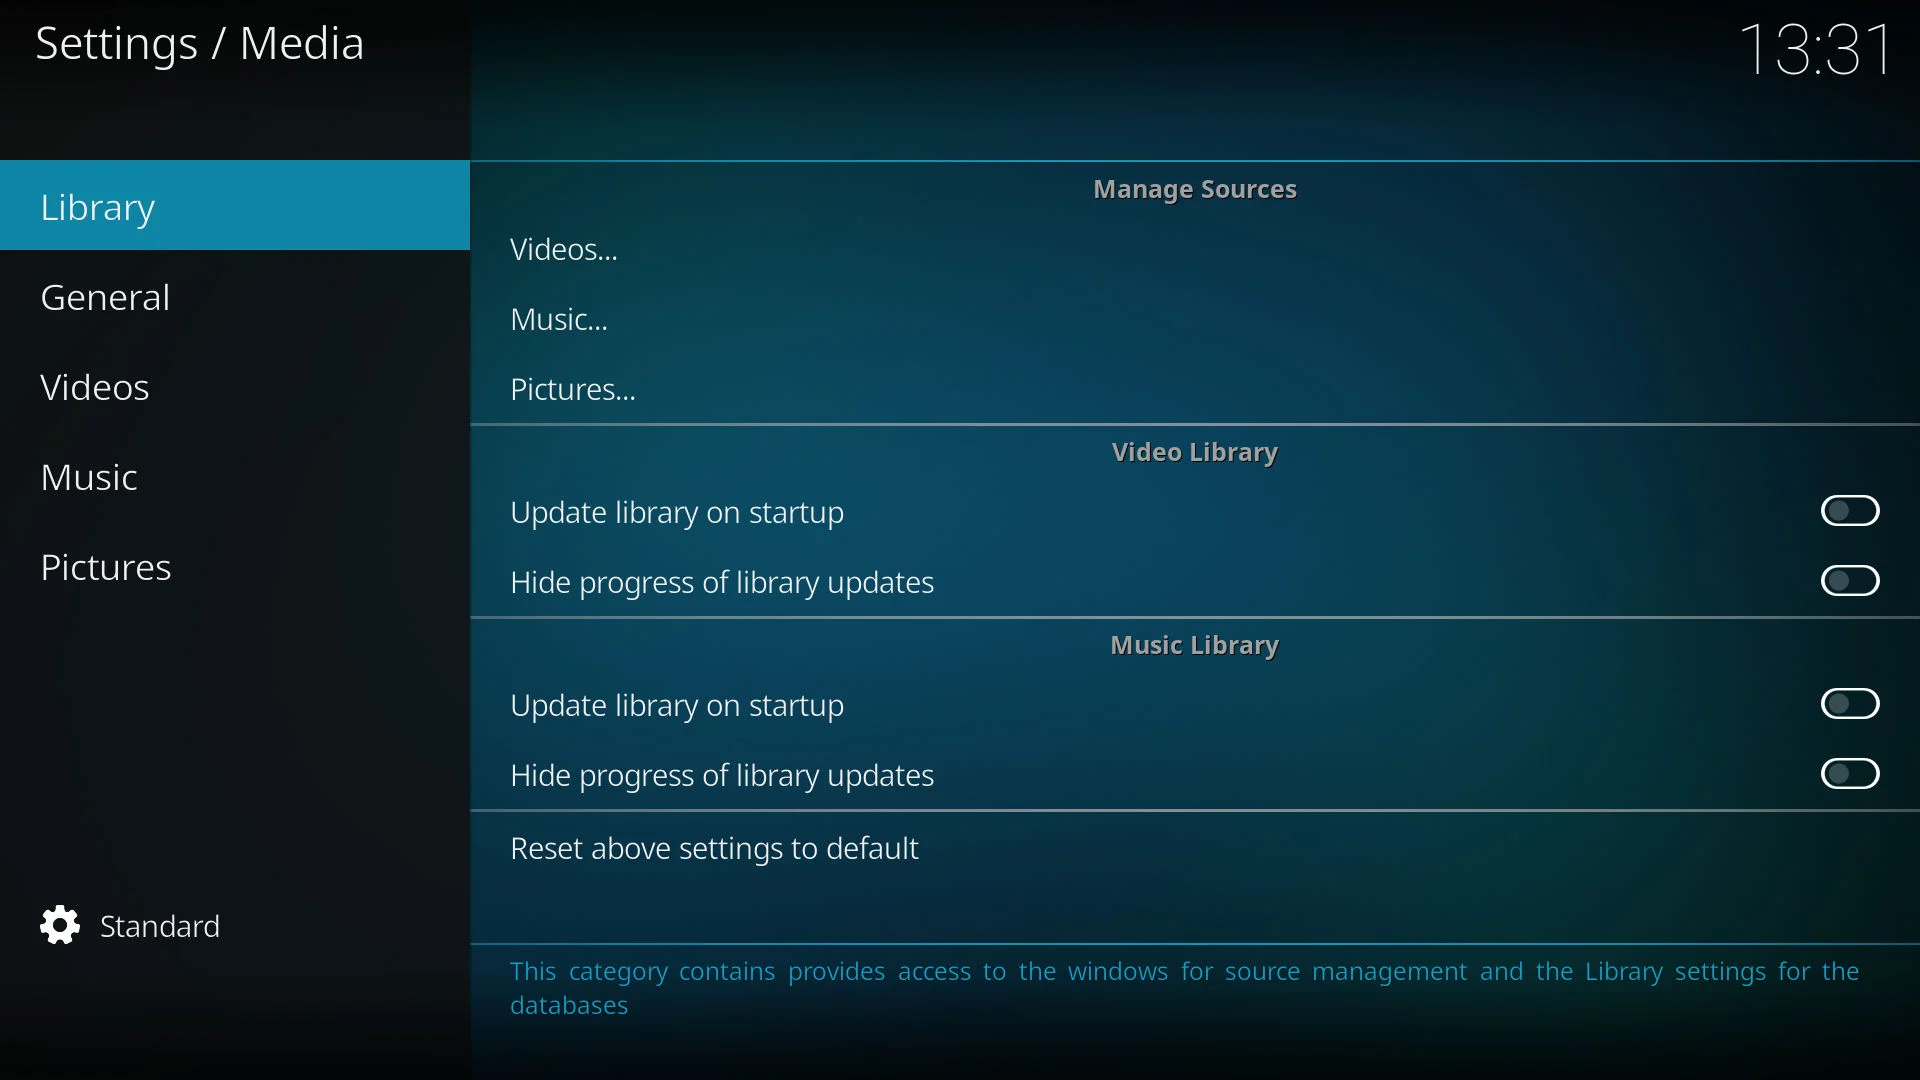 Settings / Media
13:31
Library
General
Videos
Music
Pictures
Standard
Manage Sources
Videos...
Music...
Pictures...
Video Library
Update library on startup
Hide progress of library updates
Music Library
Update library on startup
Hide progress of library updates
Reset above settings to default
This category contains provides access to the windows for source management and the Library settings for the
databases